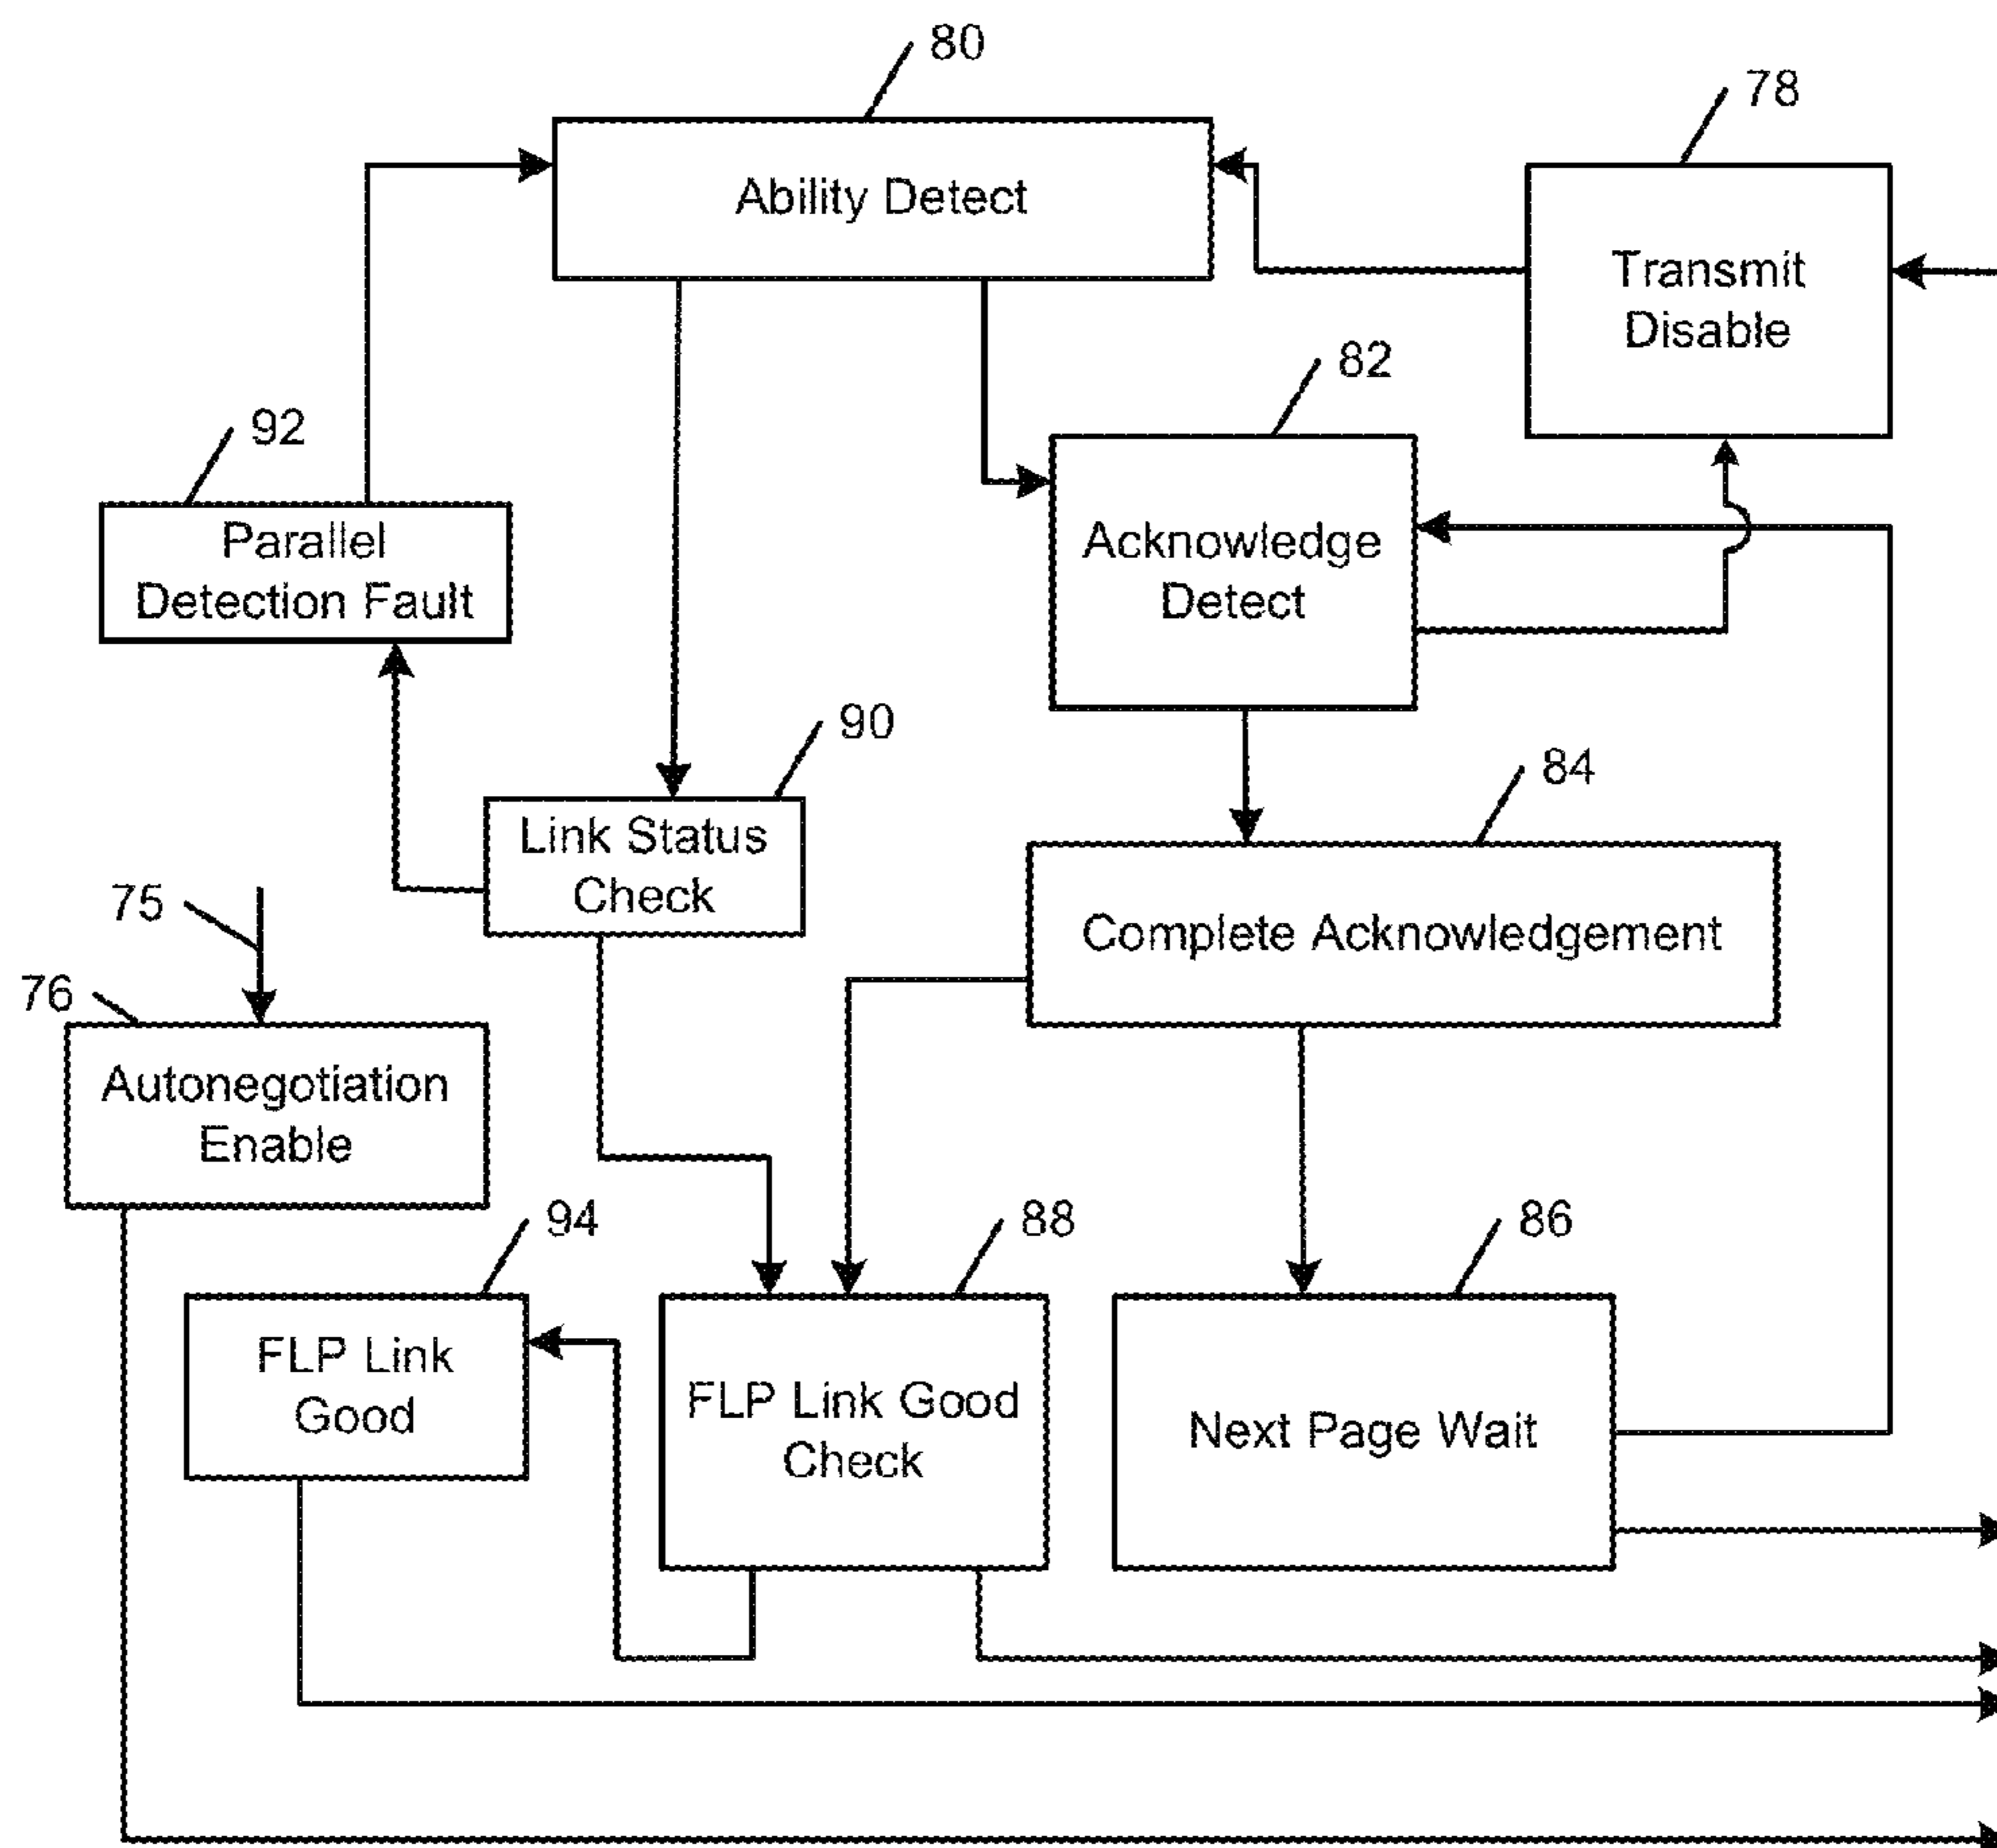 80
78
Ability Detect
Transmit
Disable
82
92
Parallel
Detection Fault
Acknowledge
Detect
90
84
Link Status
Check
75
Complete Acknowledgement
76
Autonegotiation
Enable
94
88
86
FLP Link
Good
FLP Link Good
Check
Next Page Wait